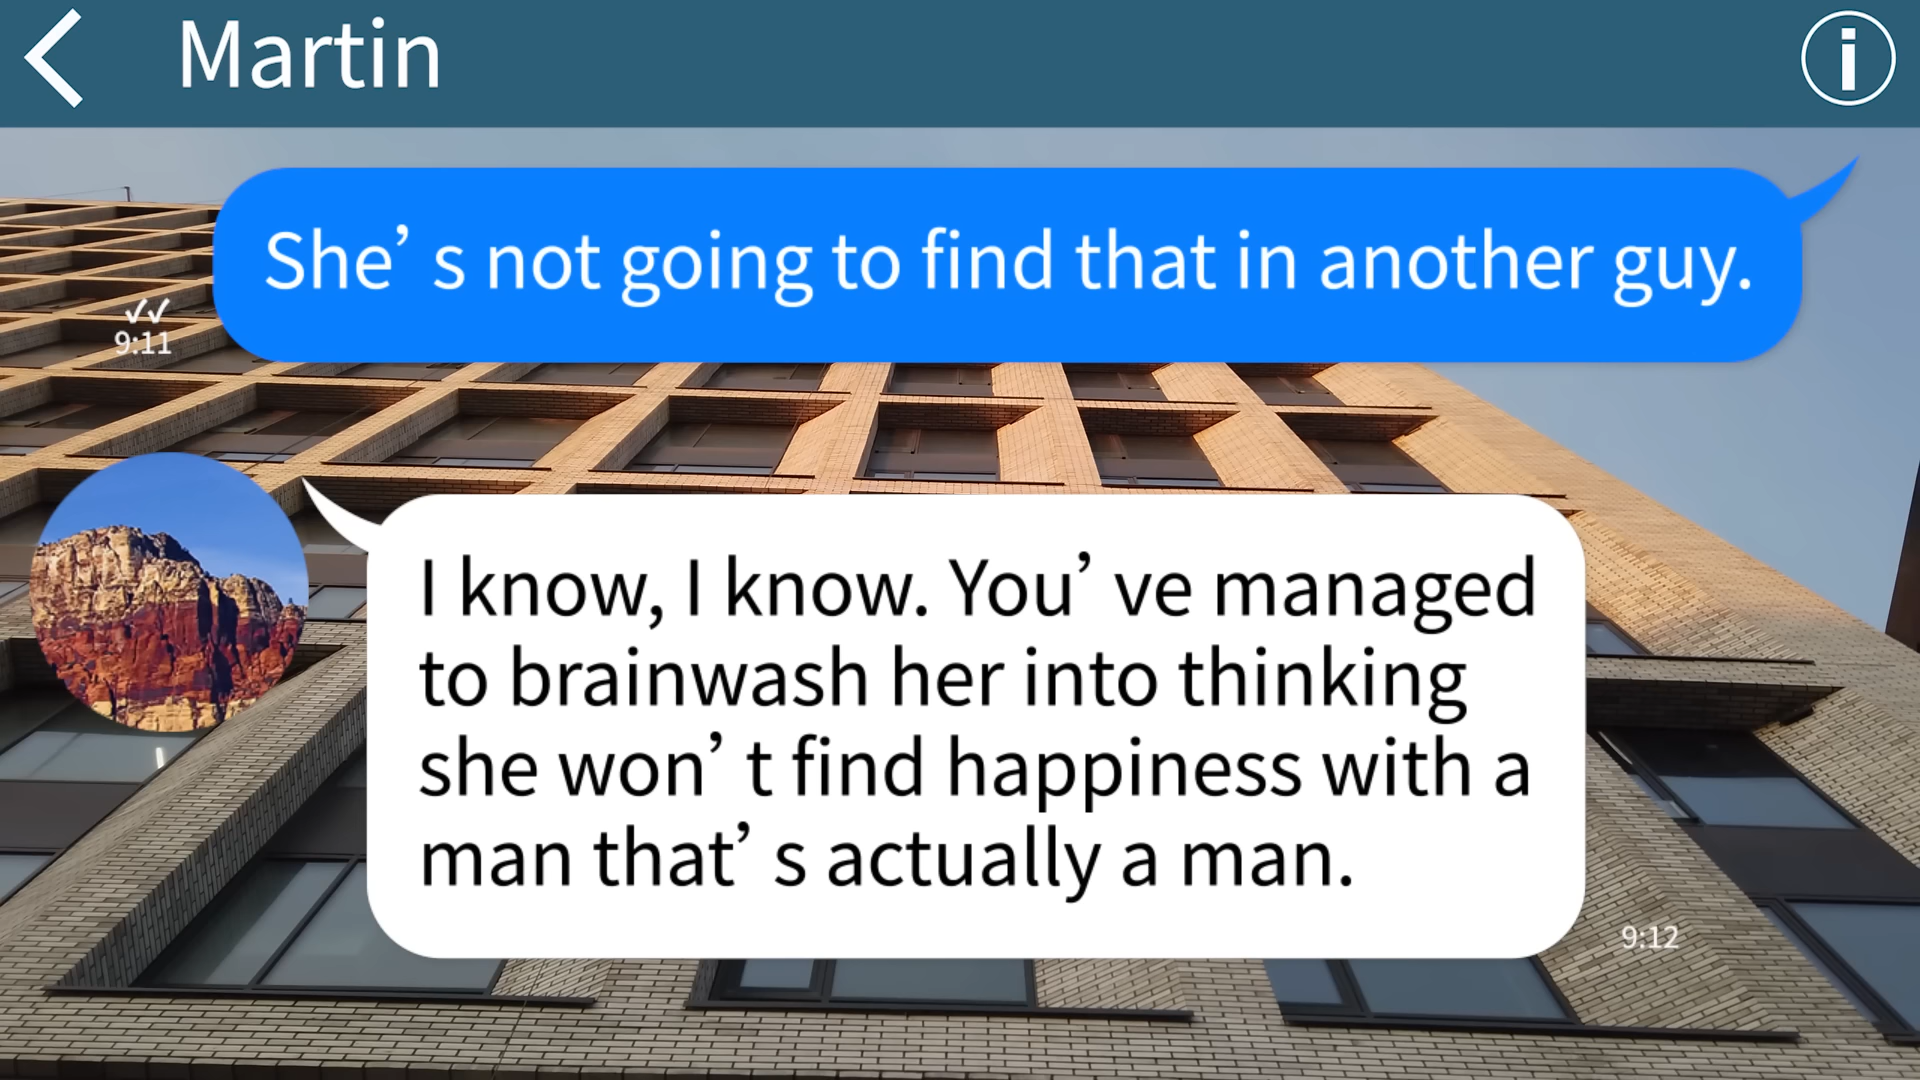 Martin
She’s not going to find that in another guy.
9:11
I know, I know. You’ve managed
to brainwash her into thinking
she won’t find happiness with a
man that’s actually a man.
9:12